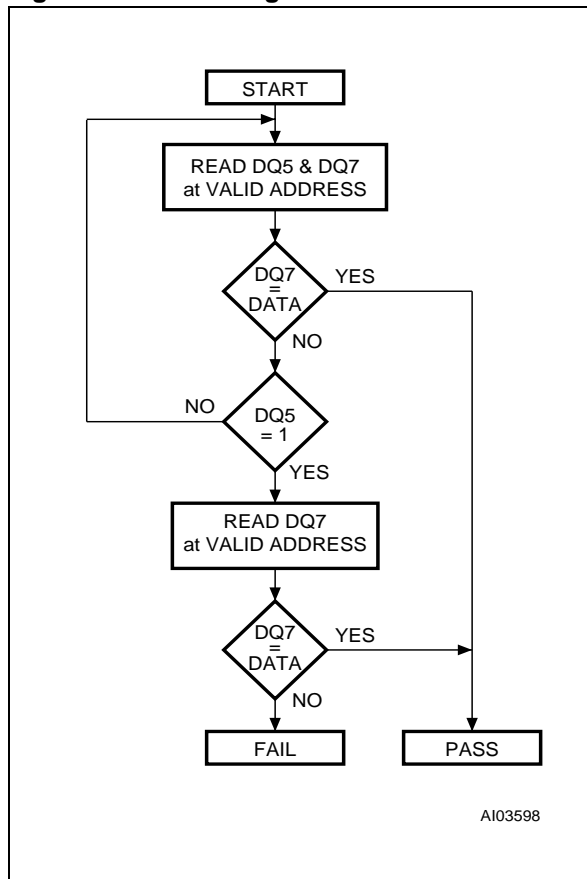 START
READ DQ5 & DQ7
at VALID ADDRESS
DQ7
=
DATA
YES
NO
NO
DQ5
= 1
YES
READ DQ7
at VALID ADDRESS
DQ7
=
DATA
YES
NO
FAIL
PASS
AI03598